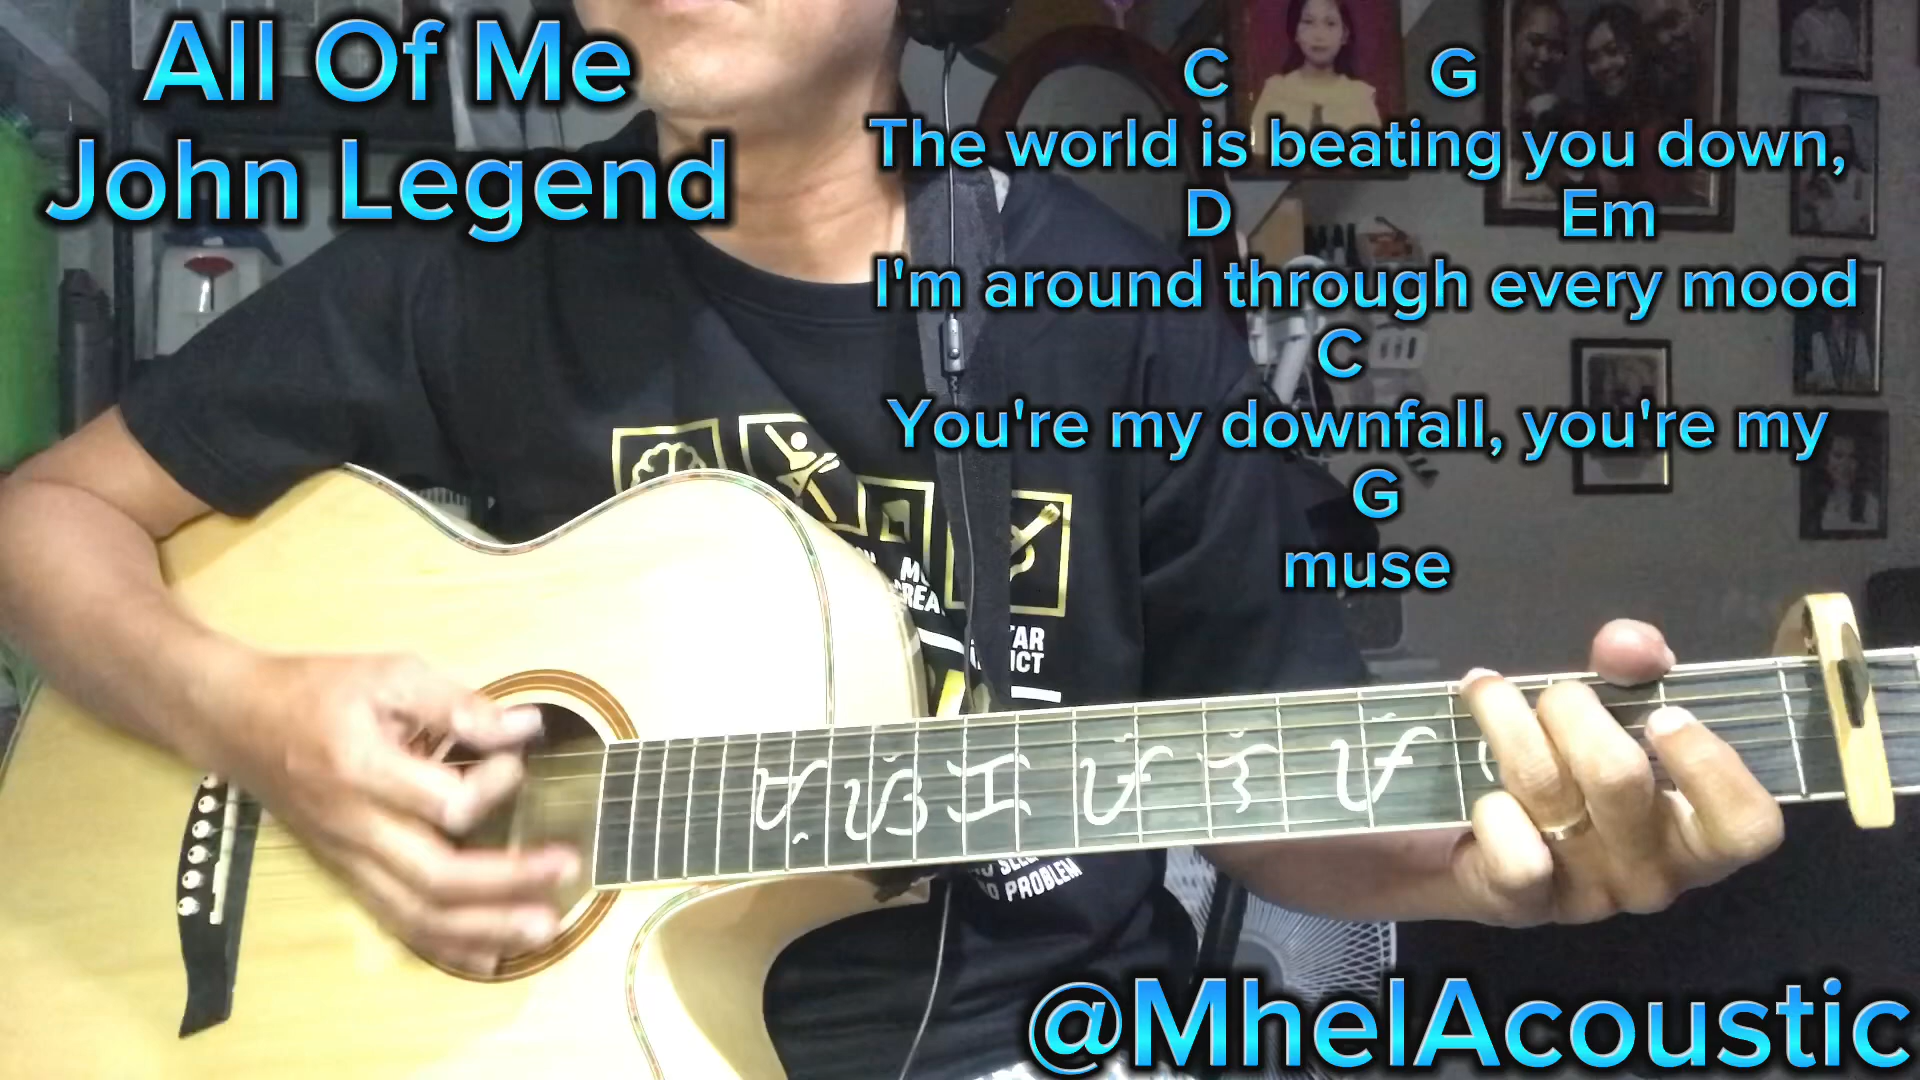 All Of Me
John Legend
C G
The world is beating you down,
D Em
I'm around through every mood
C
You're my downfall, you're my
G
muse
PROBLEM
@MhelAcoustic